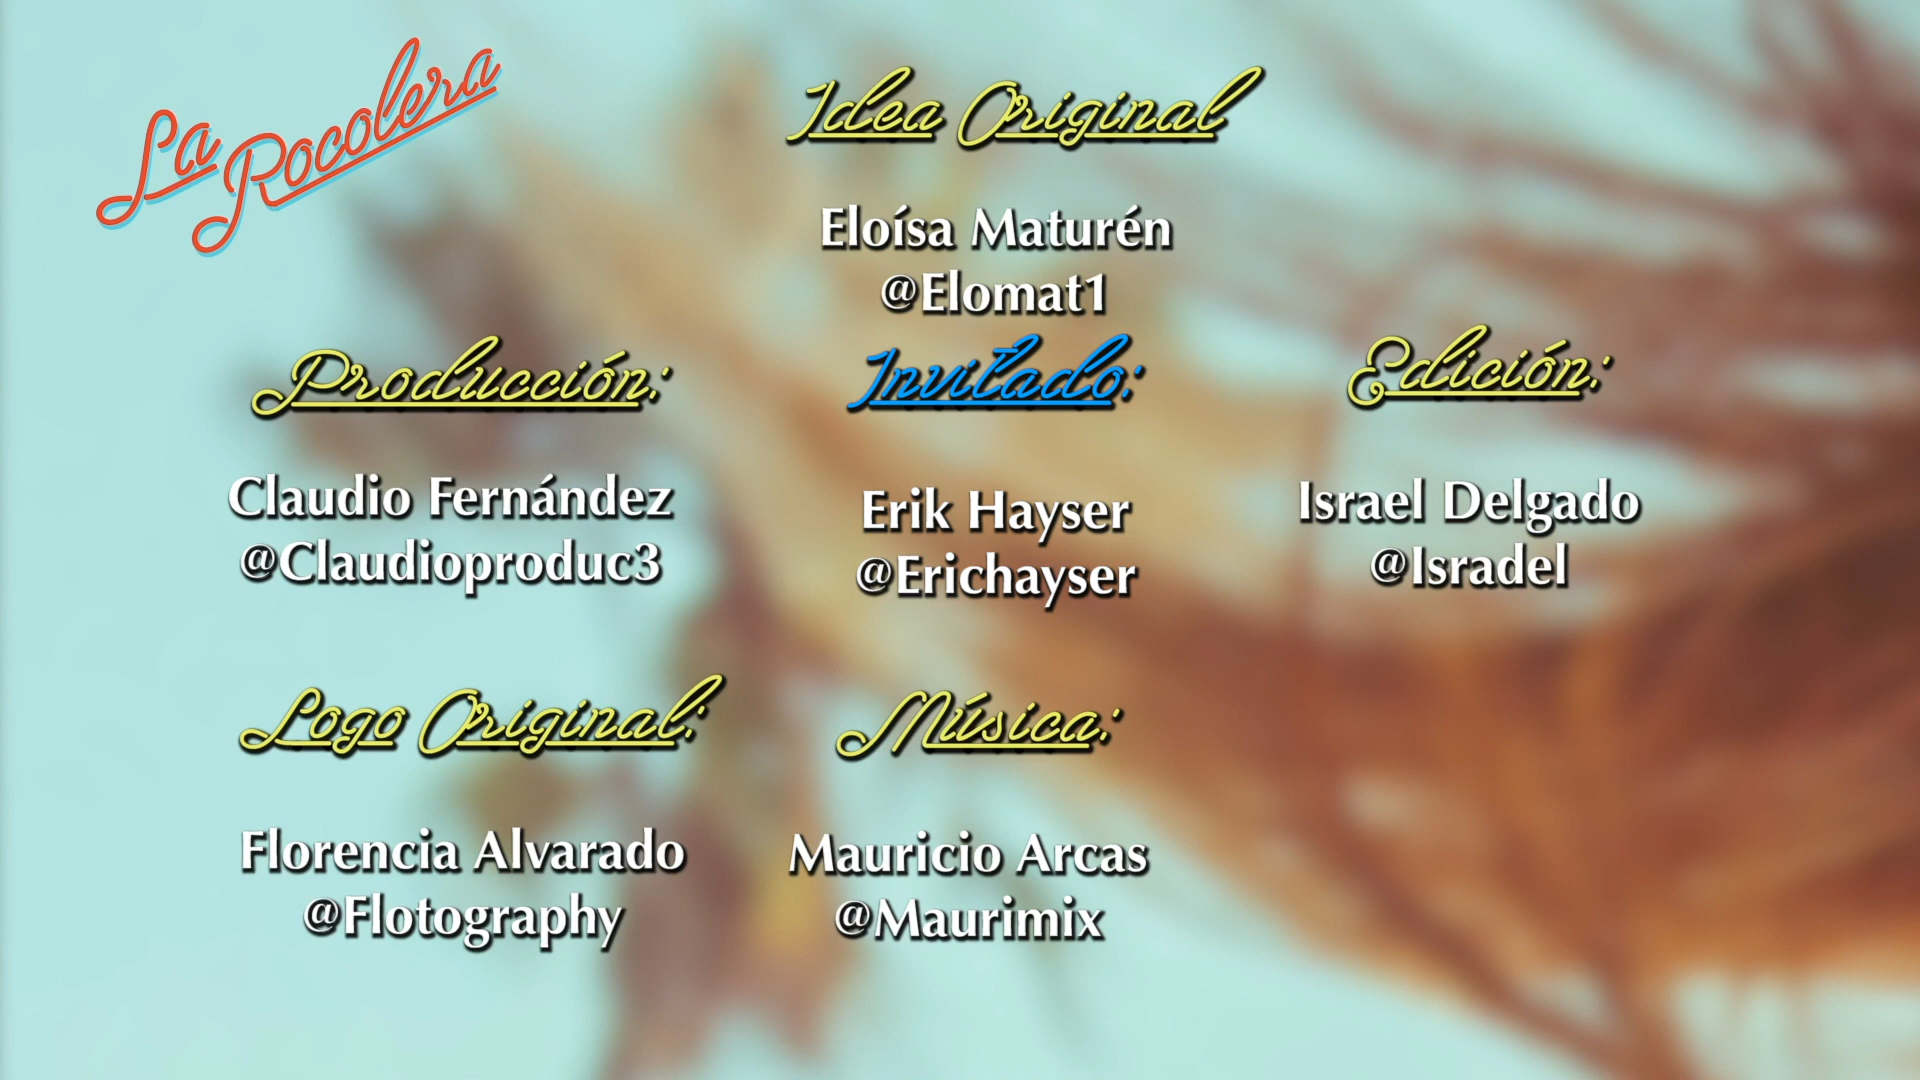 La
Rocolera
Idea Original
Eloísa Maturén
@Elomat1
Producción:
Claudio Fernández
@Claudioproduc3
Invitado:
Erik Hayser
@Erichayser
Edición:
Israel Delgado
@Isradel
Logo Original:
Florencia Alvarado
@Flotography
Música:
Mauricio Arcas
@Maurimix